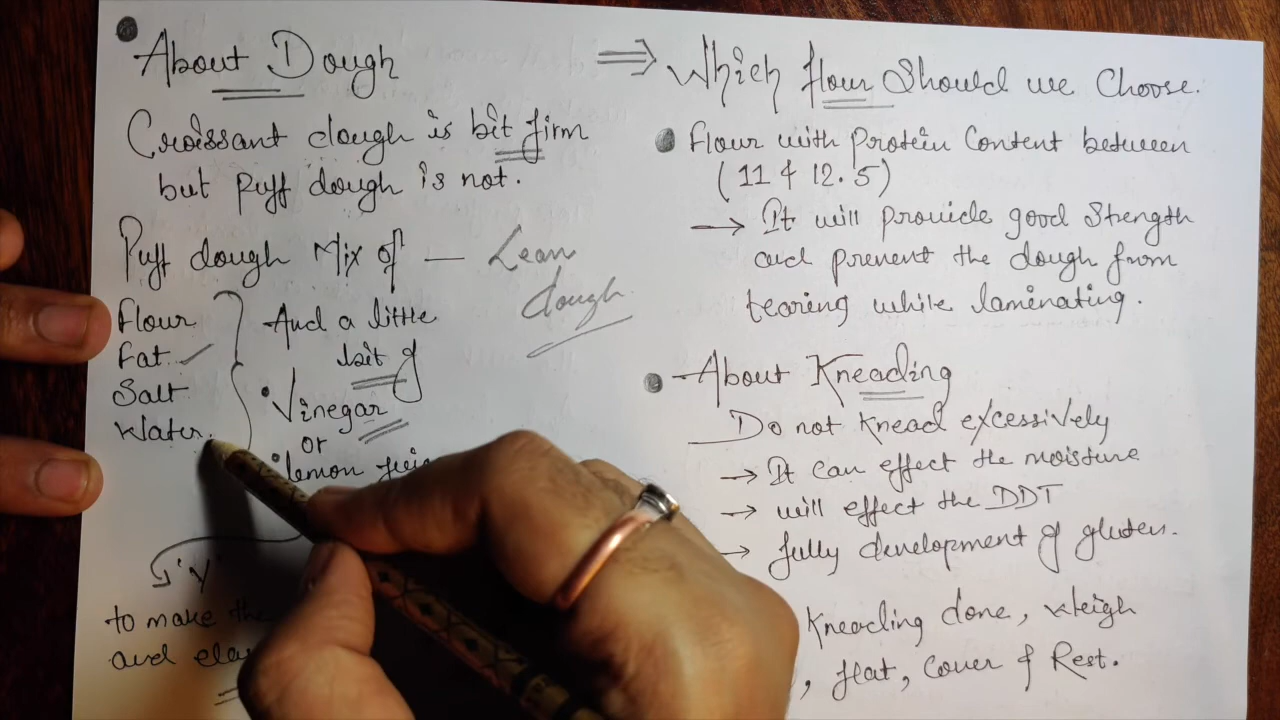 About Dough
Croissant dough is bit firm
but puff dough is not.
Puff dough Mix of — Lean
dough
Flour
Fat
Salt
Water.
And a little
bit of
Vinegar
or
lemon
to make the
and
⇒ Which flour Should we Choose.
Flour with Protein Content between
(11 & 12.5)
→ It will provide good Strength
and prevent the dough from
tearing while laminating.
About Kneading
Do not knead excessively
→ It can effect the moisture
→ will effect the DDT
→ fully development of gluten.
Kneading done, Weigh
, flat, Cover & Rest.